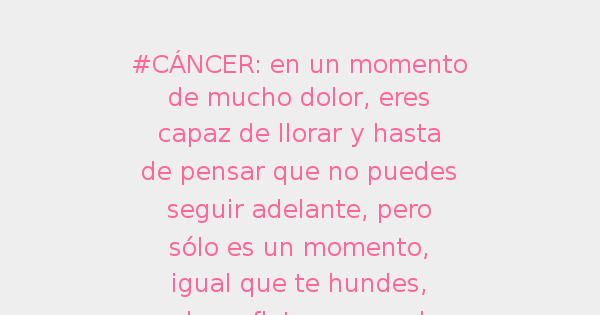 #CÁNCER: en un momento
de mucho dolor, eres
capaz de llorar y hasta
de pensar que no puedes
seguir adelante, pero
sólo es un momento,
igual que te hundes,